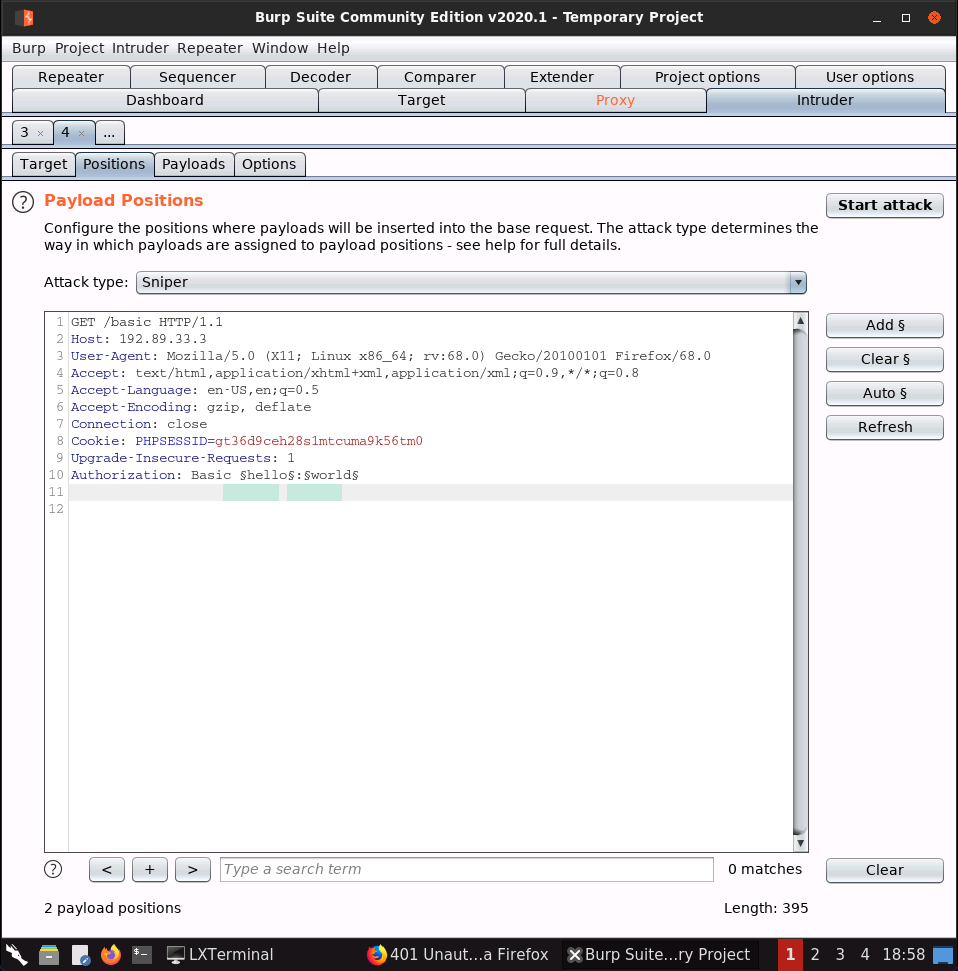 Burp Suite Community Edition v2020.1 - Temporary Project
Burp Project Intruder Repeater Window Help
Repeater Sequencer Decoder Comparer Extender Project options User options
Dashboard Target Proxy Intruder
3 × 4 × ...
Target Positions Payloads Options
? Payload Positions
Start attack
Configure the positions where payloads will be inserted into the base request. The attack type determines the
way in which payloads are assigned to payload positions - see help for full details.
Attack type: Sniper
1 GET /basic HTTP/1.1
2 Host: 192.89.33.3
3 User-Agent: Mozilla/5.0 (X11; Linux x86_64; rv:68.0) Gecko/20100101 Firefox/68.0
4 Accept: text/html,application/xhtml+xml,application/xml;q=0.9,*/*;q=0.8
5 Accept-Language: en-US,en;q=0.5
6 Accept-Encoding: gzip, deflate
7 Connection: close
8 Cookie: PHPSESSID=gt36d9ceh28s1mtcuma9k56tm0
9 Upgrade-Insecure-Requests: 1
10 Authorization: Basic §hello§:§world§
11
12
Add §
Clear §
Auto §
Refresh
? < + > Type a search term 0 matches Clear
2 payload positions Length: 395
$- LXTerminal 401 Unaut...a Firefox Burp Suite...ry Project 1 2 3 4 18:58